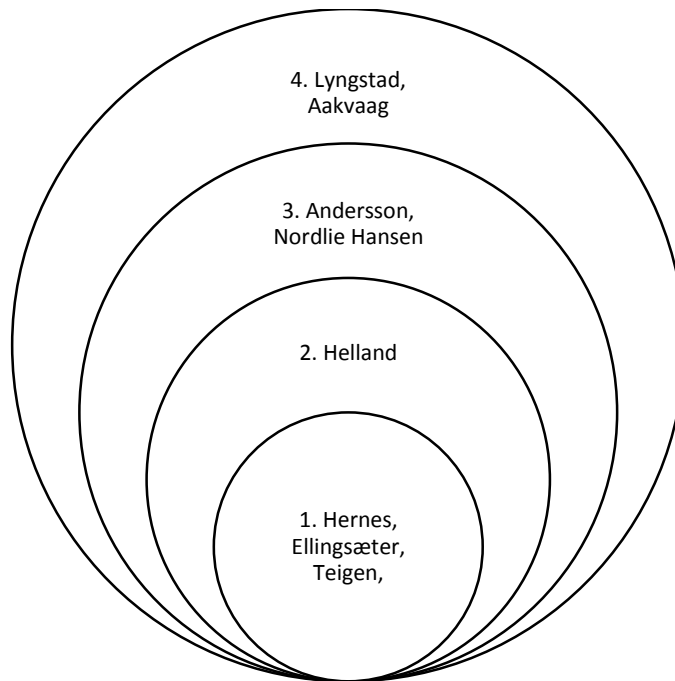 4. Lyngstad,
Aakvaag
3. Andersson,
Nordlie Hansen
2. Helland
1. Hernes,
Ellingsæter,
Teigen,